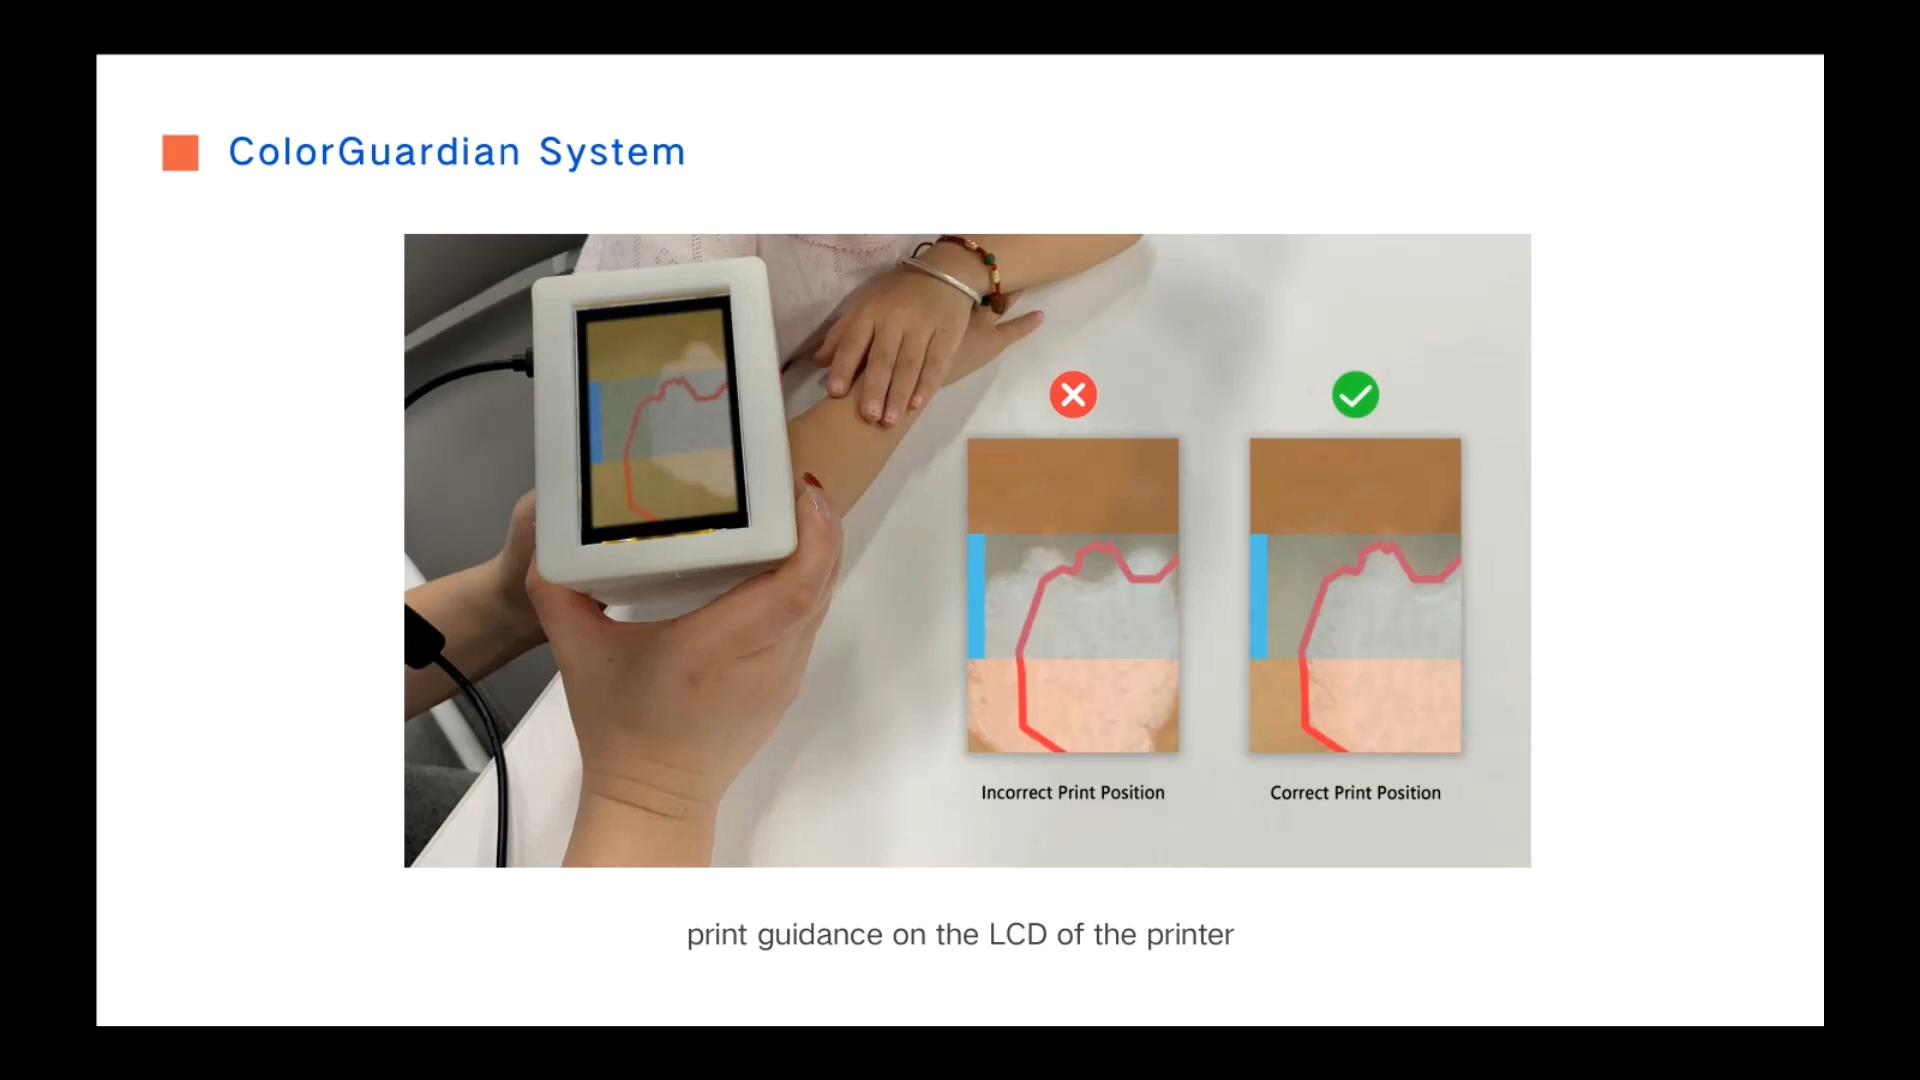 ColorGuardian System
Incorrect Print Position
Correct Print Position
print guidance on the LCD of the printer